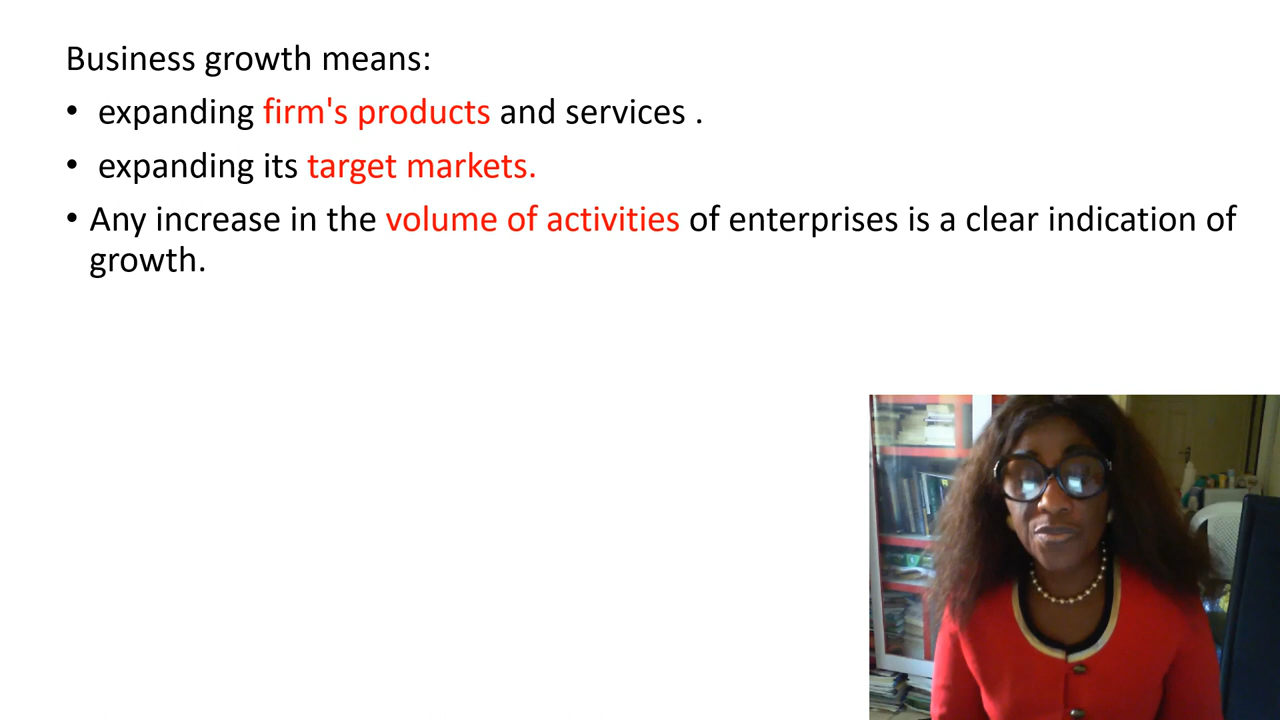 Business growth means:
• expanding firm's products and services .
• expanding its target markets.
• Any increase in the volume of activities of enterprises is a clear indication of
growth.